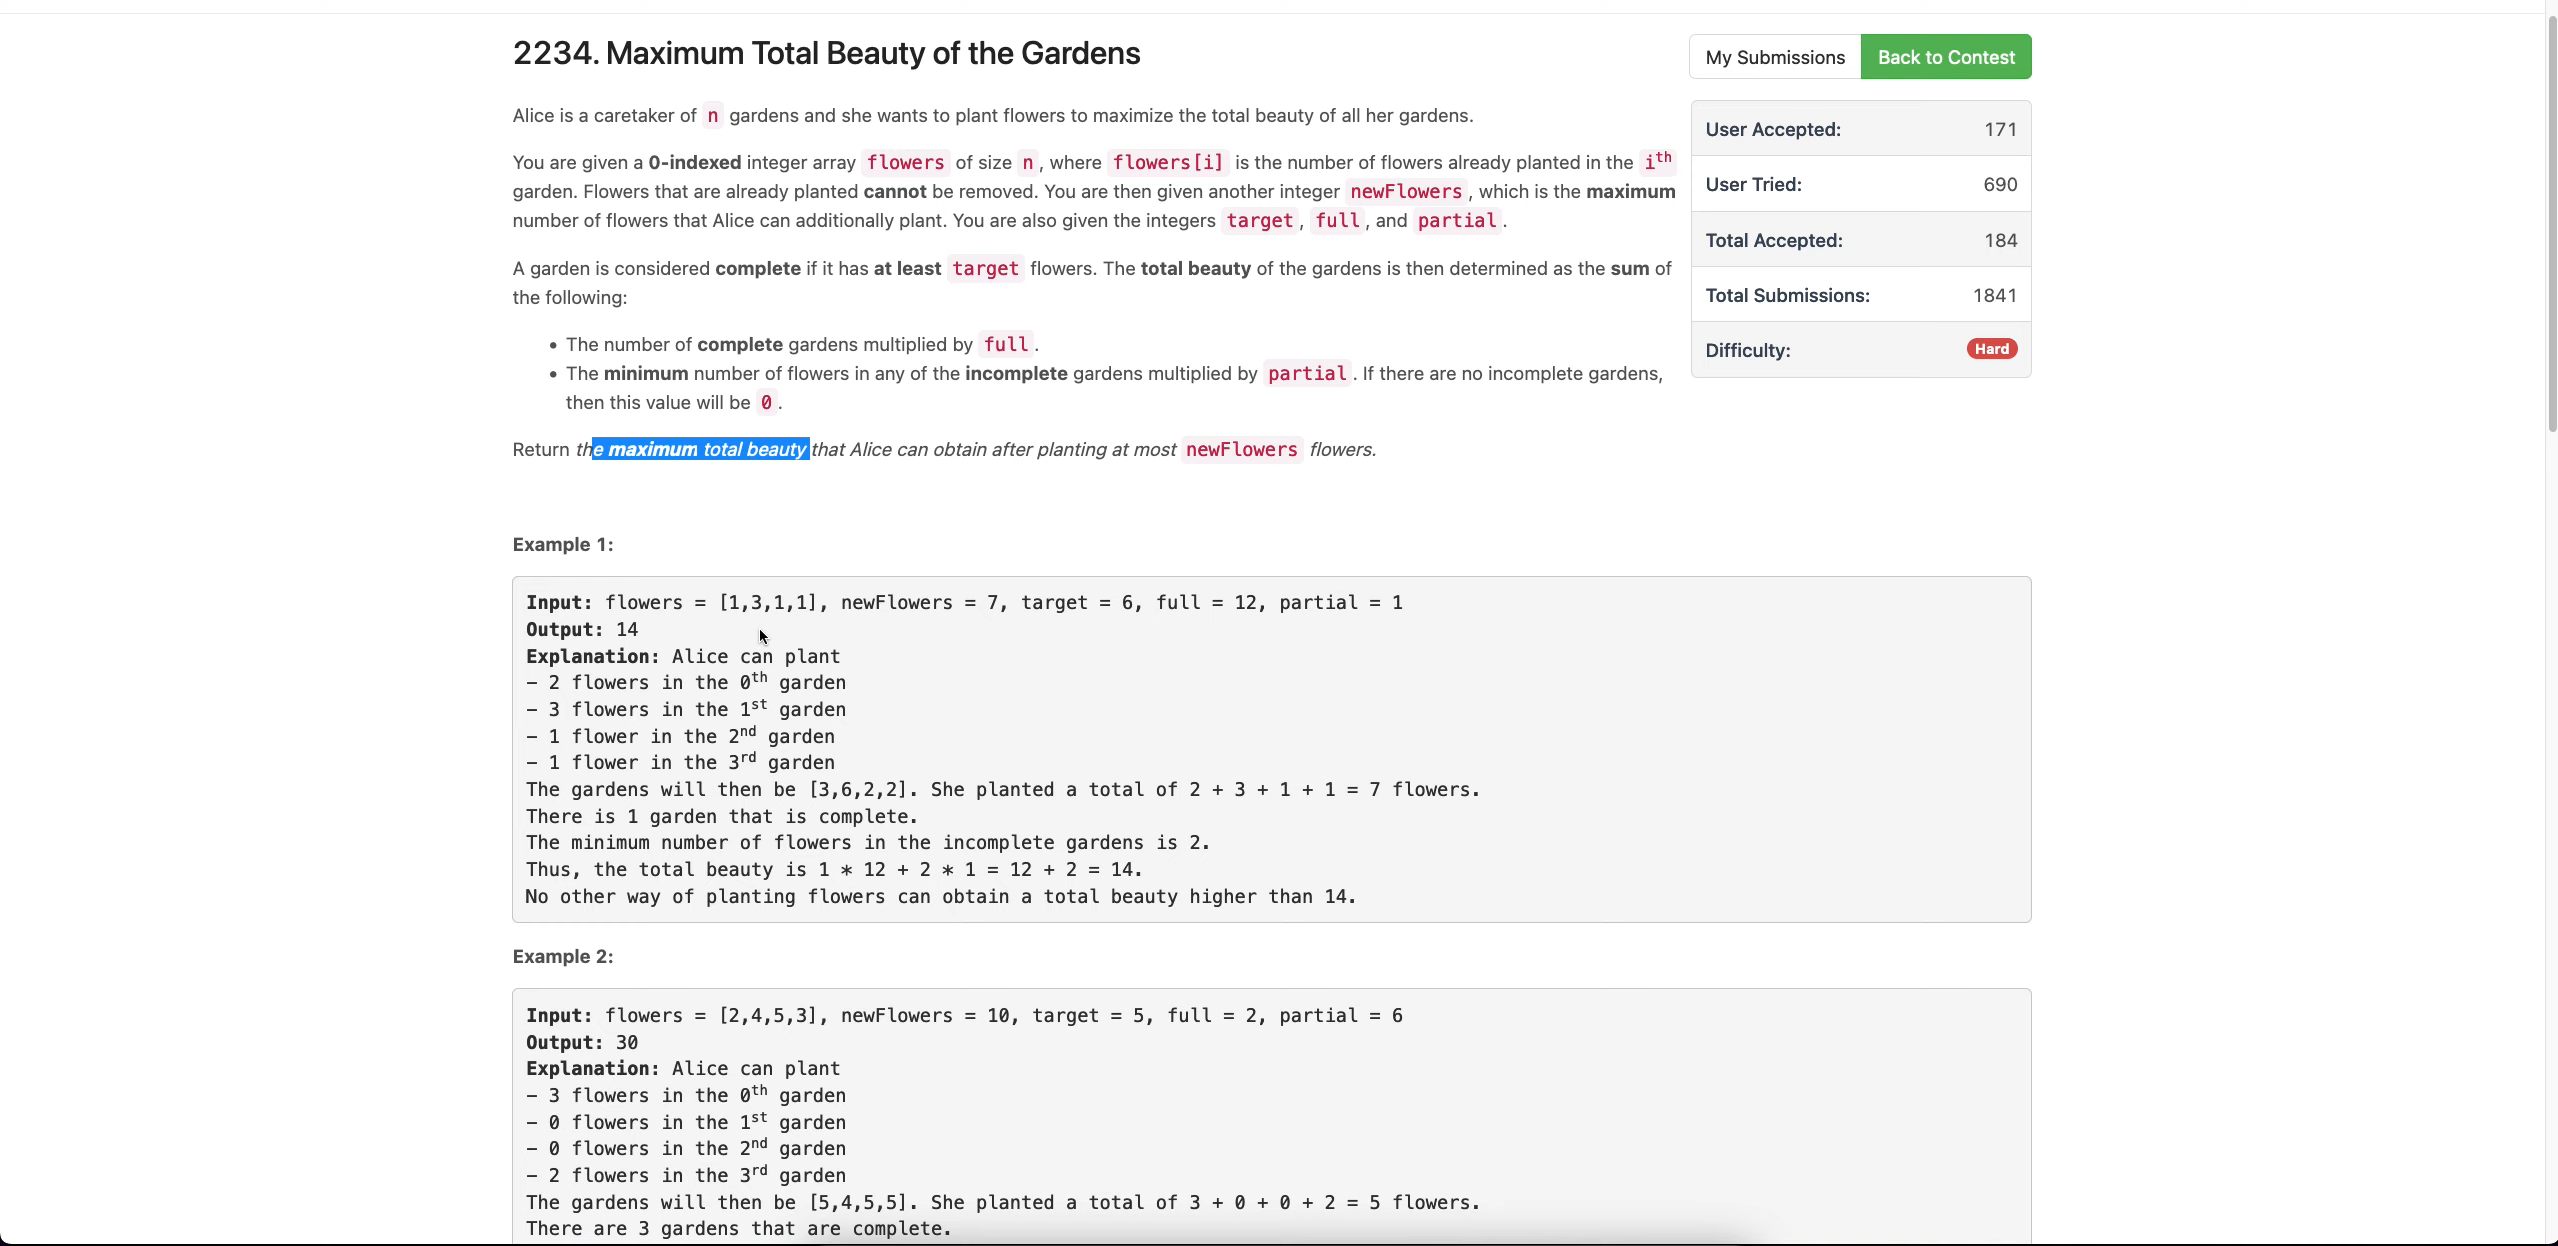 2234. Maximum Total Beauty of the Gardens
My Submissions
Back to Contest
Alice is a caretaker of n gardens and she wants to plant flowers to maximize the total beauty of all her gardens.
You are given a 0-indexed integer array flowers of size n, where flowers[i] is the number of flowers already planted in the ith
garden. Flowers that are already planted cannot be removed. You are then given another integer newFlowers, which is the maximum
number of flowers that Alice can additionally plant. You are also given the integers target, full, and partial.
A garden is considered complete if it has at least target flowers. The total beauty of the gardens is then determined as the sum of
the following:
• The number of complete gardens multiplied by full.
• The minimum number of flowers in any of the incomplete gardens multiplied by partial. If there are no incomplete gardens,
then this value will be 0.
Return the maximum total beauty that Alice can obtain after planting at most newFlowers flowers.
User Accepted: 171
User Tried: 690
Total Accepted: 184
Total Submissions: 1841
Difficulty: Hard
Example 1:
Input: flowers = [1,3,1,1], newFlowers = 7, target = 6, full = 12, partial = 1
Output: 14
Explanation: Alice can plant
- 2 flowers in the 0th garden
- 3 flowers in the 1st garden
- 1 flower in the 2nd garden
- 1 flower in the 3rd garden
The gardens will then be [3,6,2,2]. She planted a total of 2 + 3 + 1 + 1 = 7 flowers.
There is 1 garden that is complete.
The minimum number of flowers in the incomplete gardens is 2.
Thus, the total beauty is 1 * 12 + 2 * 1 = 12 + 2 = 14.
No other way of planting flowers can obtain a total beauty higher than 14.
Example 2:
Input: flowers = [2,4,5,3], newFlowers = 10, target = 5, full = 2, partial = 6
Output: 30
Explanation: Alice can plant
- 3 flowers in the 0th garden
- 0 flowers in the 1st garden
- 0 flowers in the 2nd garden
- 2 flowers in the 3rd garden
The gardens will then be [5,4,5,5]. She planted a total of 3 + 0 + 0 + 2 = 5 flowers.
There are 3 gardens that are complete.